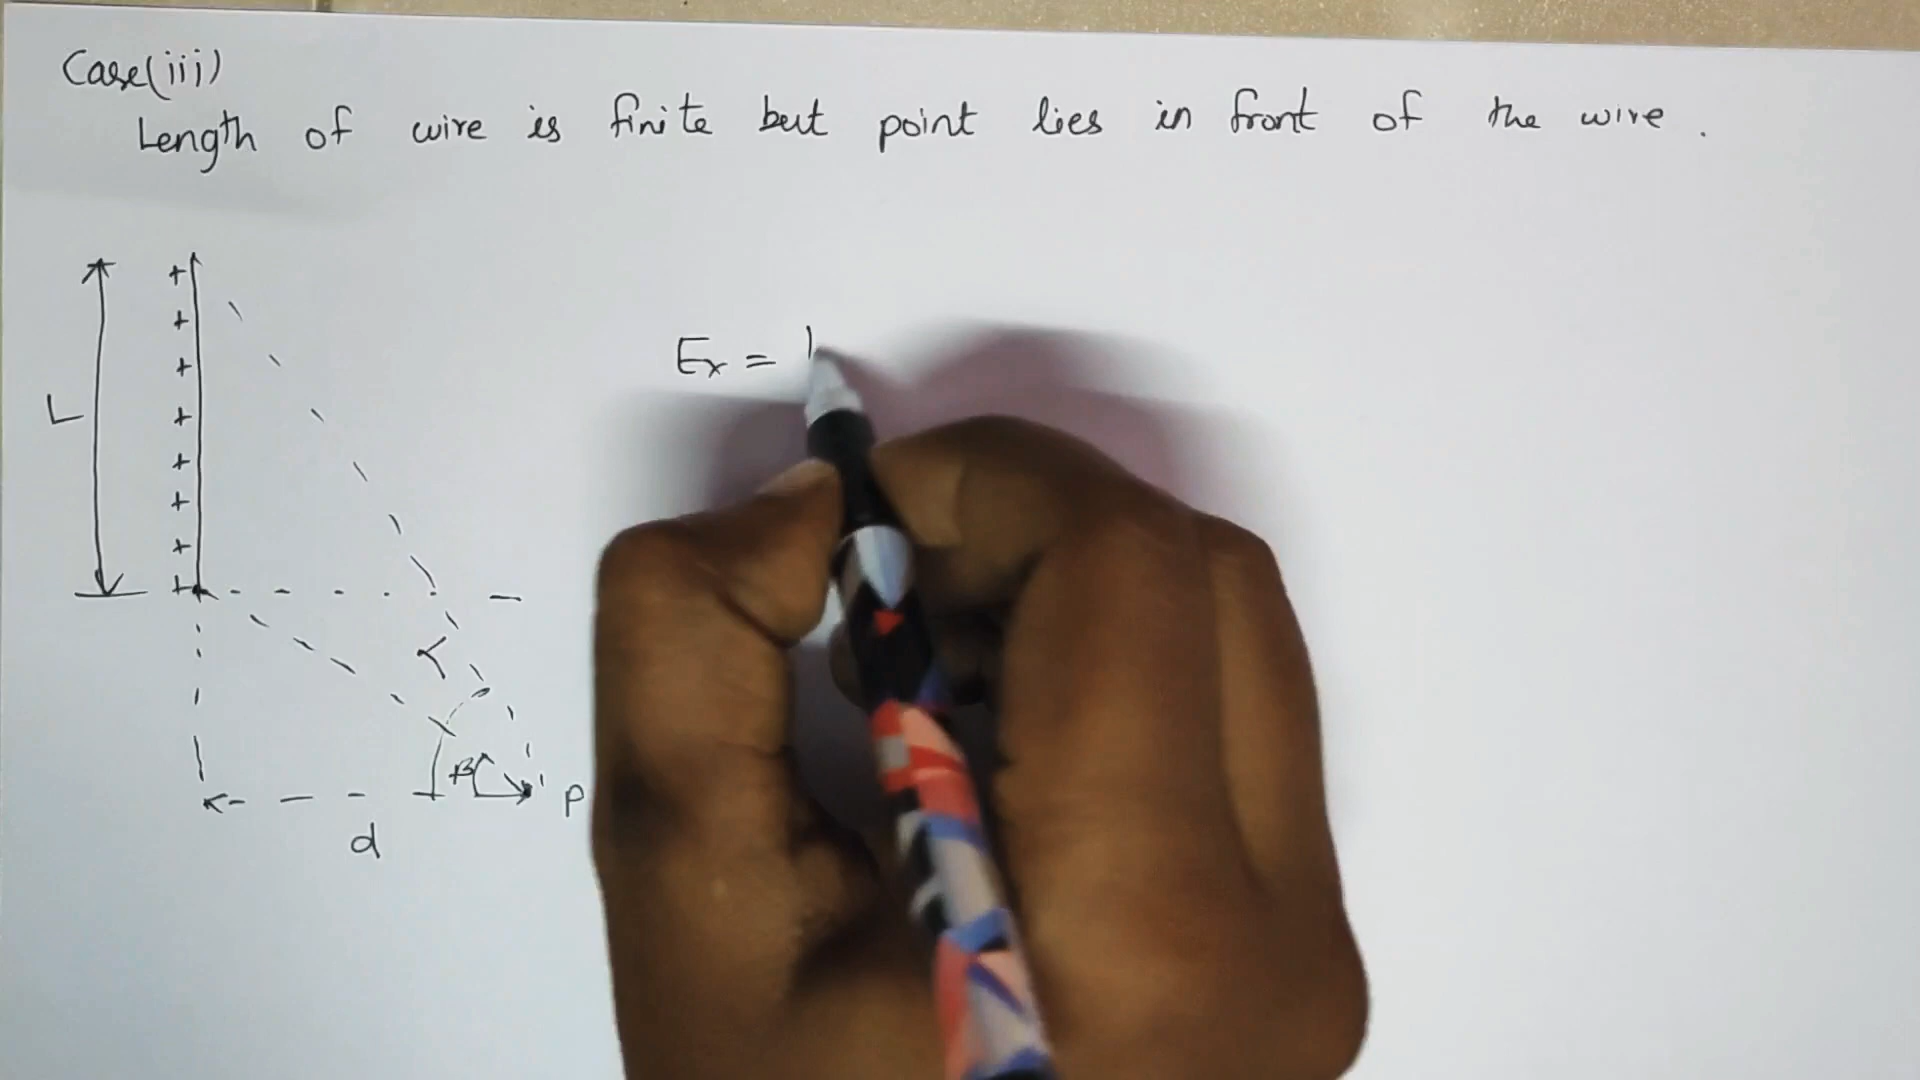 Case(iii)
Length of wire is finite but point lies in front of the wire.
Ex =
L
β
P
d